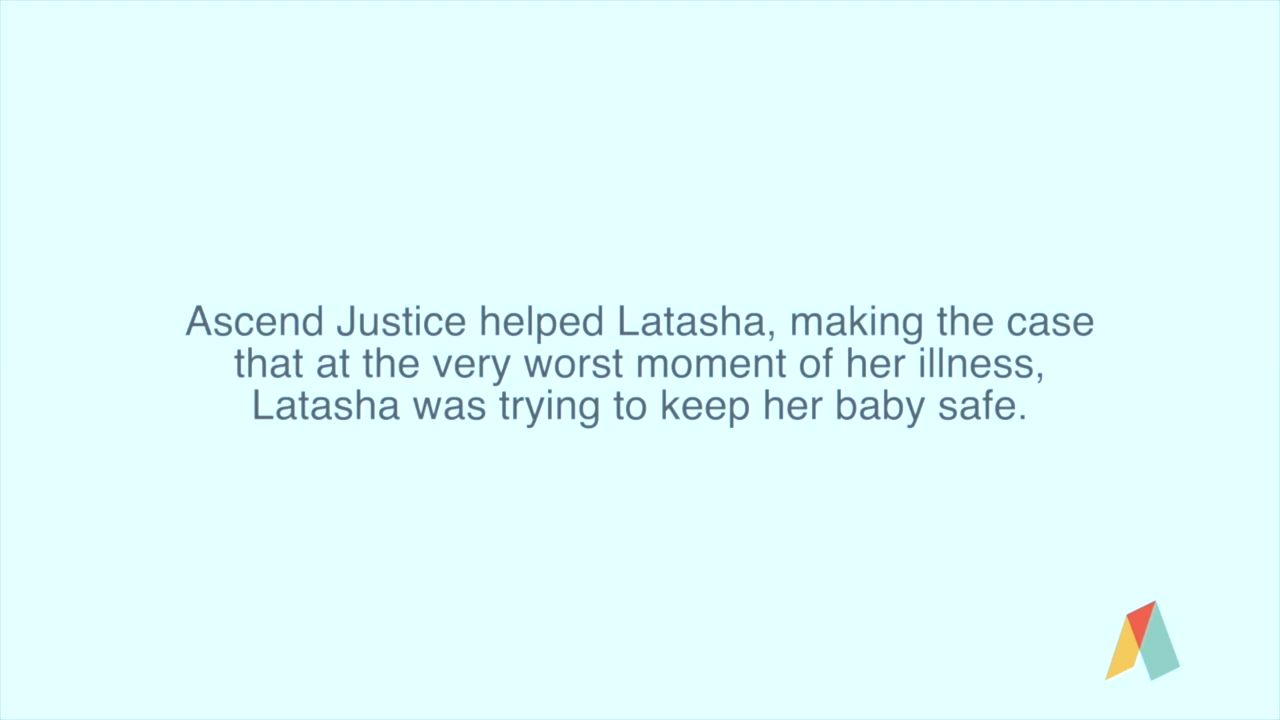 Ascend Justice helped Latasha, making the case
that at the very worst moment of her illness,
Latasha was trying to keep her baby safe.